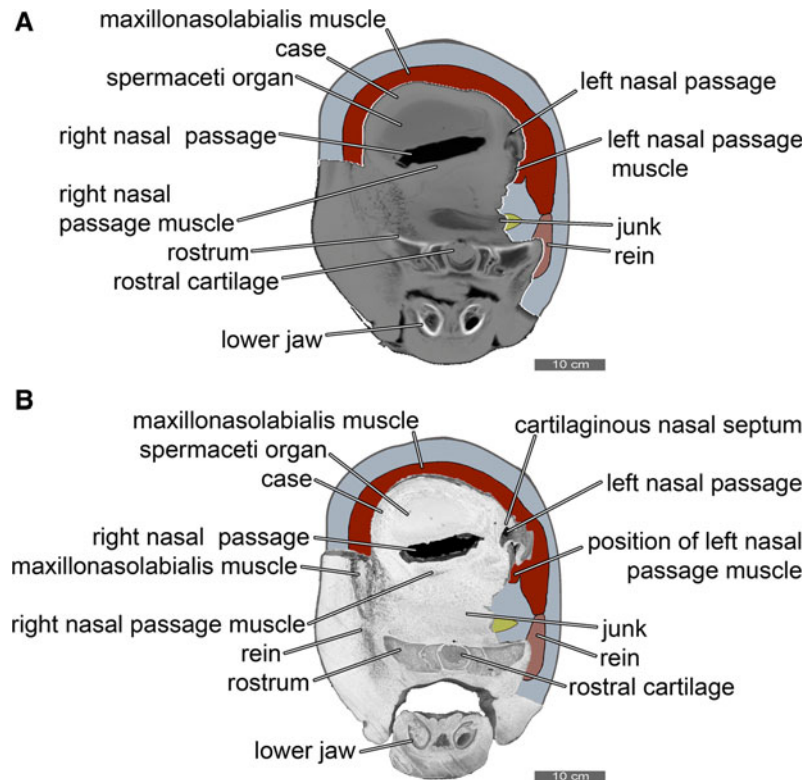 A
maxillonasolabialis muscle
case
spermaceti organ
left nasal passage
right nasal passage
left nasal passage
muscle
right nasal
passage muscle
junk
rostrum
rein
rostral cartilage
lower jaw
10 cm
B
maxillonasolabialis muscle
cartilaginous nasal septum
spermaceti organ
left nasal passage
case
right nasal passage
position of left nasal
passage muscle
maxillonasolabialis muscle
right nasal passage muscle
junk
rein
rein
rostrum
rostral cartilage
lower jaw
10 cm